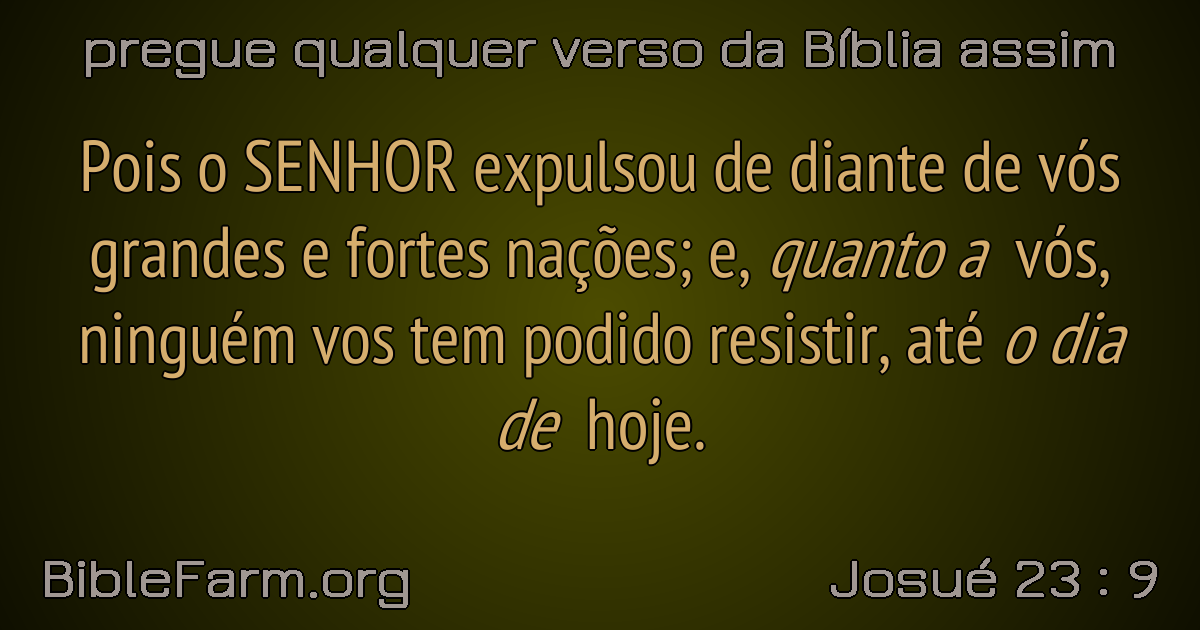 pregue qualquer verso da Bíblia assim
Pois o SENHOR expulsou de diante de vós
grandes e fortes nações; e, quanto a vós,
ninguém vos tem podido resistir, até o dia
de hoje.
BibleFarm.org
Josué 23 : 9